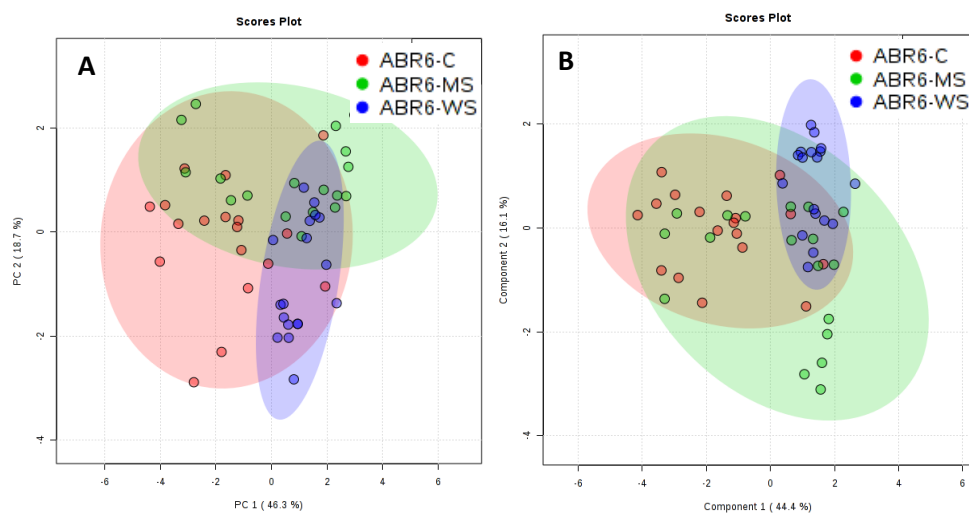 Scores Plot
A
ABR6-C
ABR6-MS
ABR6-WS
PC 2 ( 18.7 %)
2
0
-2
-4
-6
-4
-2
0
2
4
6
PC 1 ( 46.3 %)
Scores Plot
B
ABR6-C
ABR6-MS
ABR6-WS
Component 2 ( 16.1 %)
2
0
-2
-4
-6
-4
-2
0
2
4
6
Component 1 ( 44.4 %)